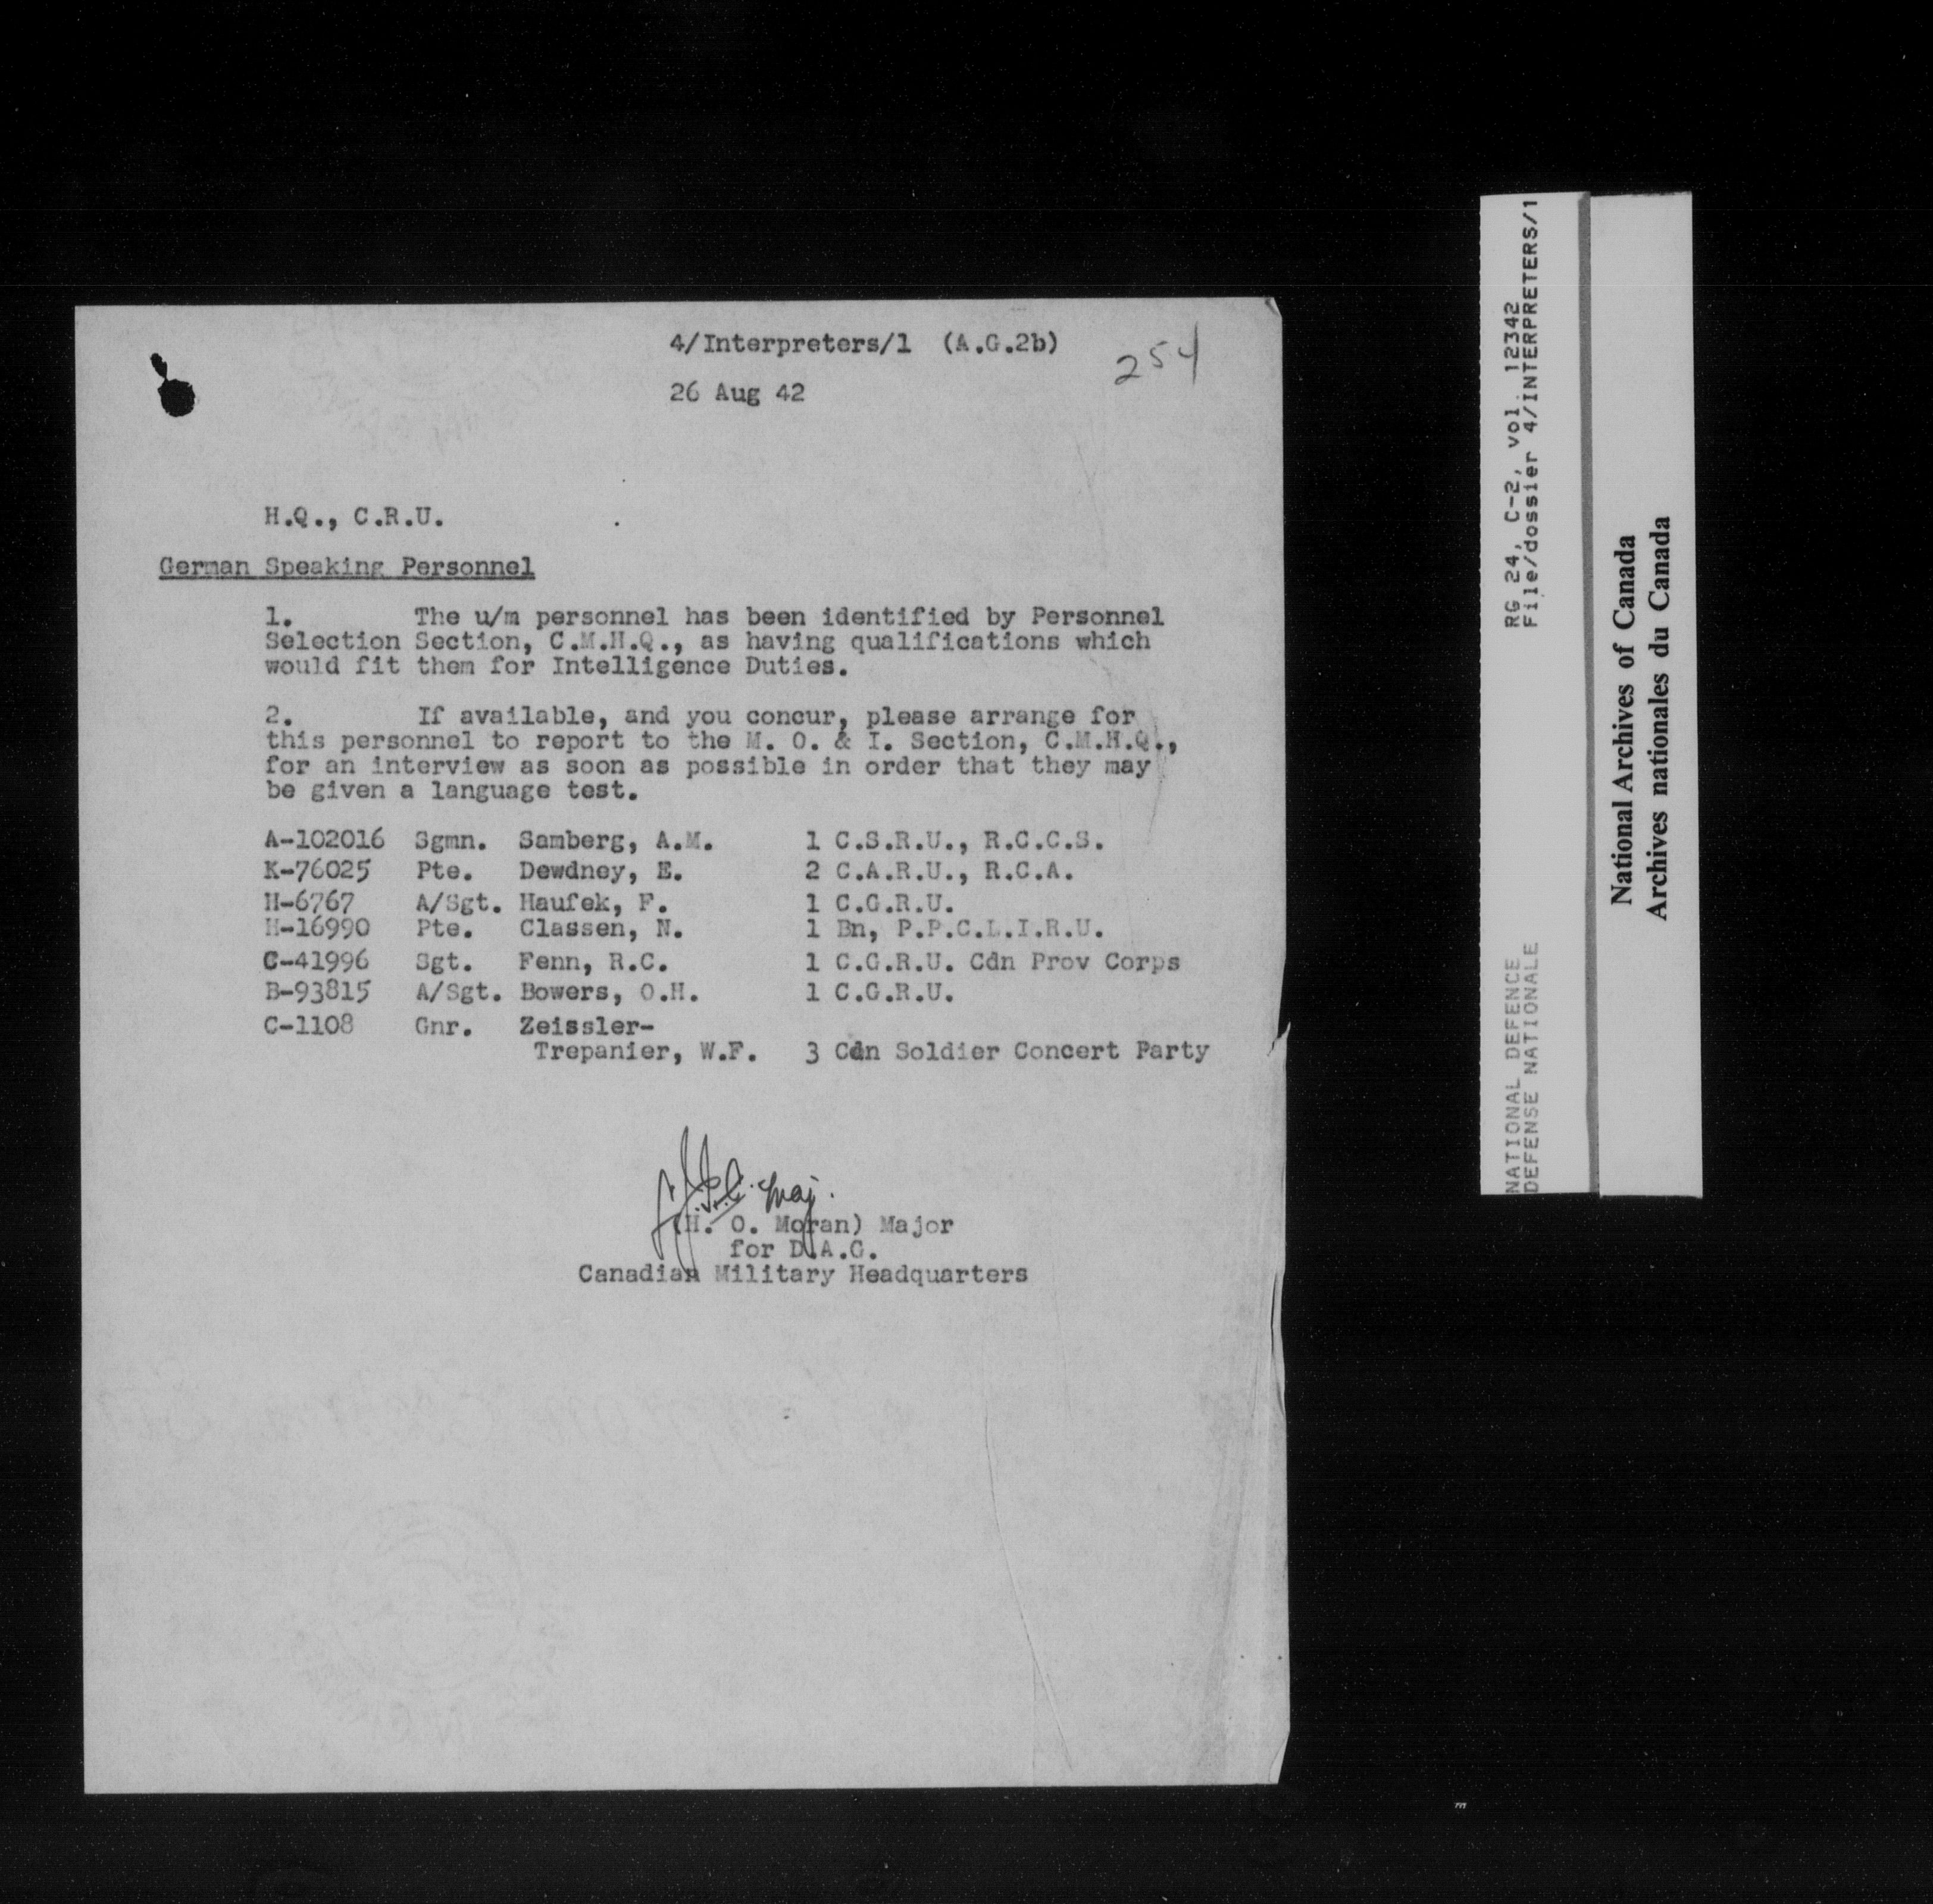 4/Interpreters/1 (A.G.2b)
254
26 Aug 42
H.Q., C.R.U.
German Speaking Personnel
1. The u/m personnel has been identified by Personnel
Selection Section, C.M.H.Q., as having qualifications which
would fit them for Intelligence Duties.
2. If available, and you concur, please arrange for
this personnel to report to the M. O. & I. Section, C.M.H.Q.,
for an interview as soon as possible in order that they may
be given a language test.
A-102016 Sgmn. Samberg, A.M. 1 C.S.R.U., R.C.C.S.
K-76025 Pte. Dewdney, E. 2 C.A.R.U., R.C.A.
H-6767 A/Sgt. Haufek, F. 1 C.G.R.U.
H-16990 Pte. Classen, N. 1 Bn, P.P.C.L.I.R.U.
C-41996 Sgt. Fenn, R.C. 1 C.G.R.U. Cdn Prov Corps
B-93815 A/Sgt. Bowers, O.H. 1 C.G.R.U.
C-1108 Gnr. Zeissler-
Trepanier, W.F. 3 Cdn Soldier Concert Party
Maj.
(H. O. Moran) Major
for D.A.G.
Canadian Military Headquarters
NATIONAL DEFENCE RG 24, C-2, vol. 12342
DEFENSE NATIONALE File/dossier 4/INTERPRETERS/1
National Archives of Canada
Archives nationales du Canada